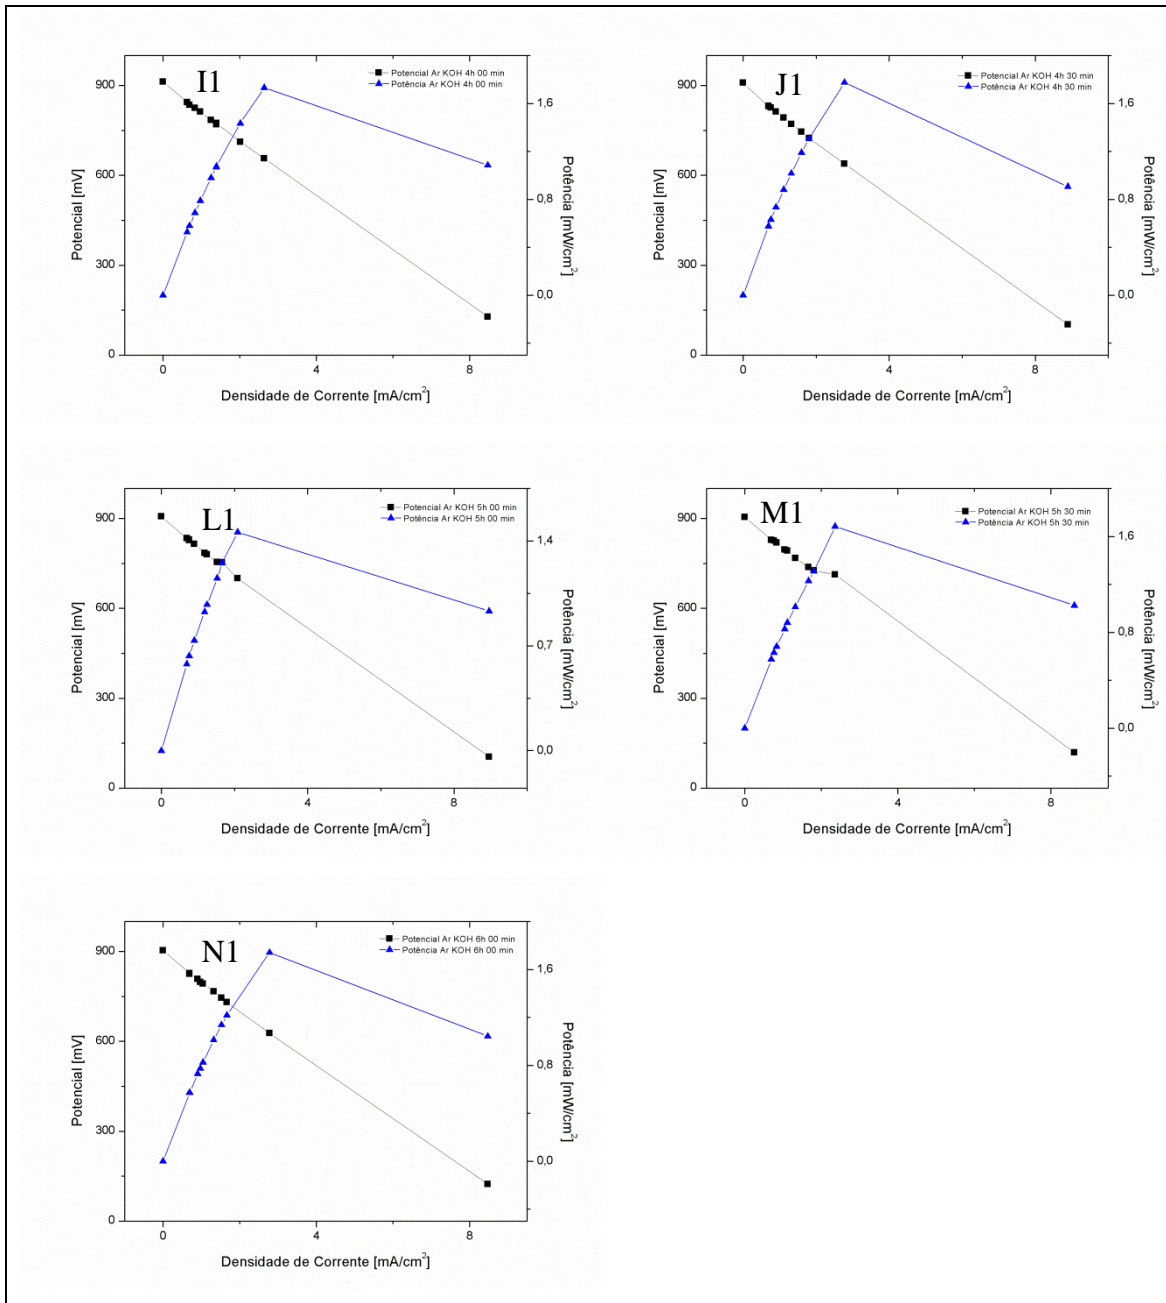 I1
Potencial Ar KOH 4h 00 min
Potência Ar KOH 4h 00 min
900
600
300
0
1,6
0,8
0,0
Potencial [mV]
Potência [mW/cm²]
0 4 8
Densidade de Corrente [mA/cm²]
J1
Potencial Ar KOH 4h 30 min
Potência Ar KOH 4h 30 min
900
600
300
0
1,6
0,8
0,0
Potencial [mV]
Potência [mW/cm²]
0 4 8
Densidade de Corrente [mA/cm²]
L1
Potencial Ar KOH 5h 00 min
Potência Ar KOH 5h 00 min
900
600
300
0
1,4
0,7
0,0
Potencial [mV]
Potência [mW/cm²]
0 4 8
Densidade de Corrente [mA/cm²]
M1
Potencial Ar KOH 5h 30 min
Potência Ar KOH 5h 30 min
900
600
300
0
1,6
0,8
0,0
Potencial [mV]
Potência [mW/cm²]
0 4 8
Densidade de Corrente [mA/cm²]
N1
Potencial Ar KOH 6h 00 min
Potência Ar KOH 6h 00 min
900
600
300
0
1,6
0,8
0,0
Potencial [mV]
Potência [mW/cm²]
0 4 8
Densidade de Corrente [mA/cm²]